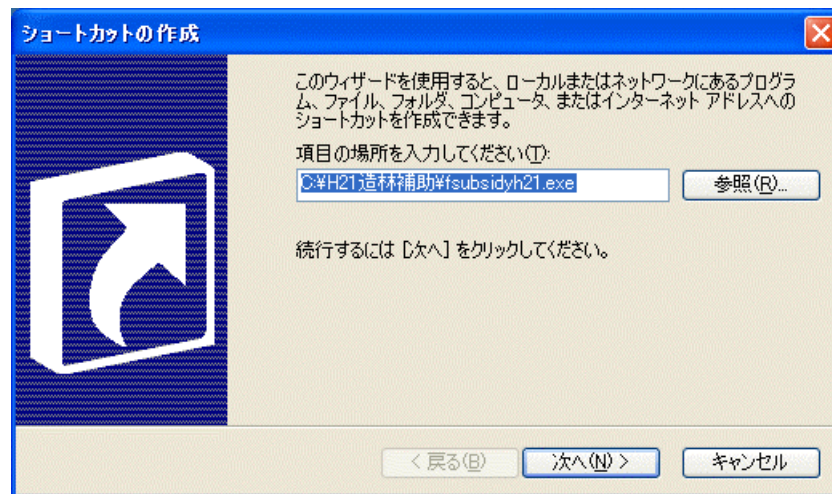 ショートカットの作成
このウィザードを使用すると、ローカルまたはネットワークにあるプログラ
ム、ファイル、フォルダ、コンピュータ、またはインターネット アドレスへの
ショートカットを作成できます。
項目の場所を入力してください(T):
C:¥H21造林補助¥fsubsidyh21.exe
参照(R)...
続行するには [次へ] をクリックしてください。
< 戻る(B)
次へ(N) >
キャンセル